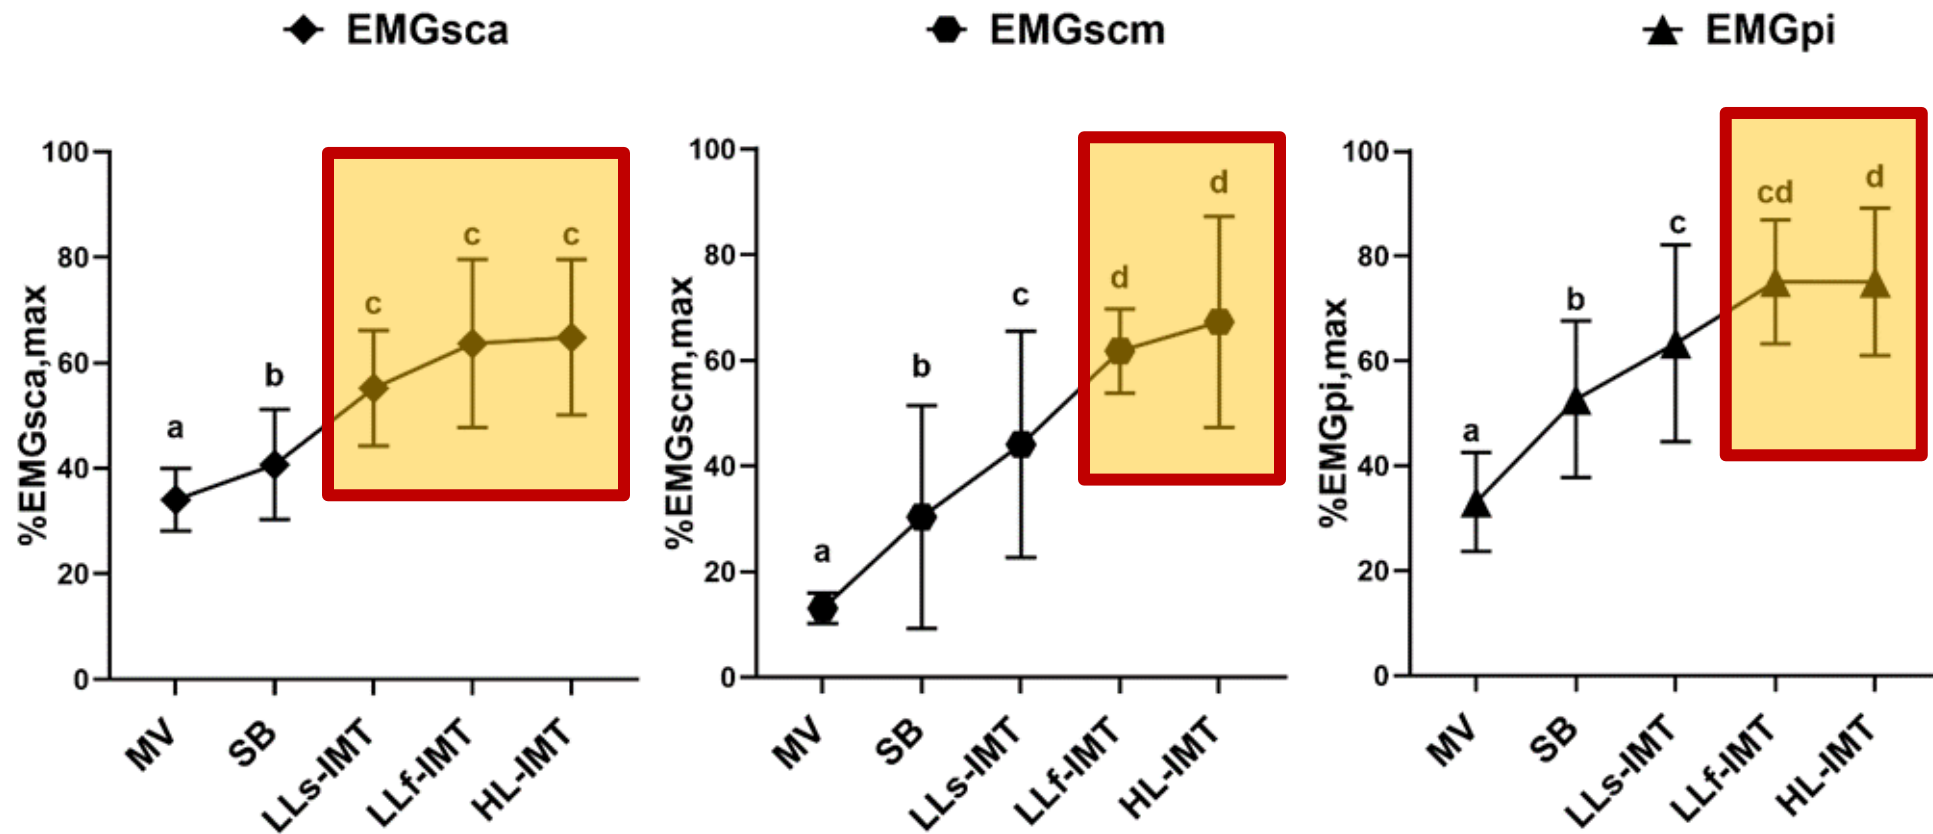 EMGsca
%EMGsca,max
100
80
60
40
20
0
a
b
c
c
c
MV
SB
LLs-IMT
LLf-IMT
HL-IMT
EMGscm
%EMGscm,max
100
80
60
40
20
0
a
b
c
d
d
MV
SB
LLs-IMT
LLf-IMT
HL-IMT
EMGpi
%EMGpi,max
100
80
60
40
20
0
a
b
c
cd
d
MV
SB
LLs-IMT
LLf-IMT
HL-IMT